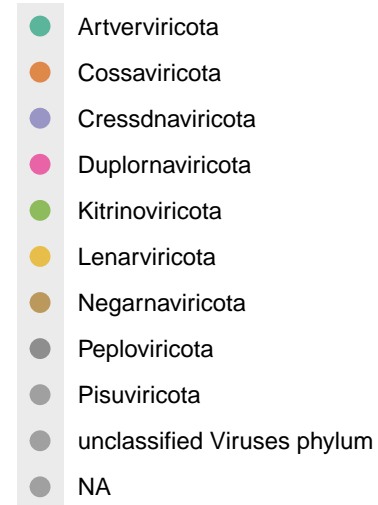 Artverviricota
Cossaviricota
Cressdnaviricota
Duplornaviricota
Kitrinoviricota
Lenarviricota
Negarnaviricota
Peploviricota
Pisuviricota
unclassified Viruses phylum
NA